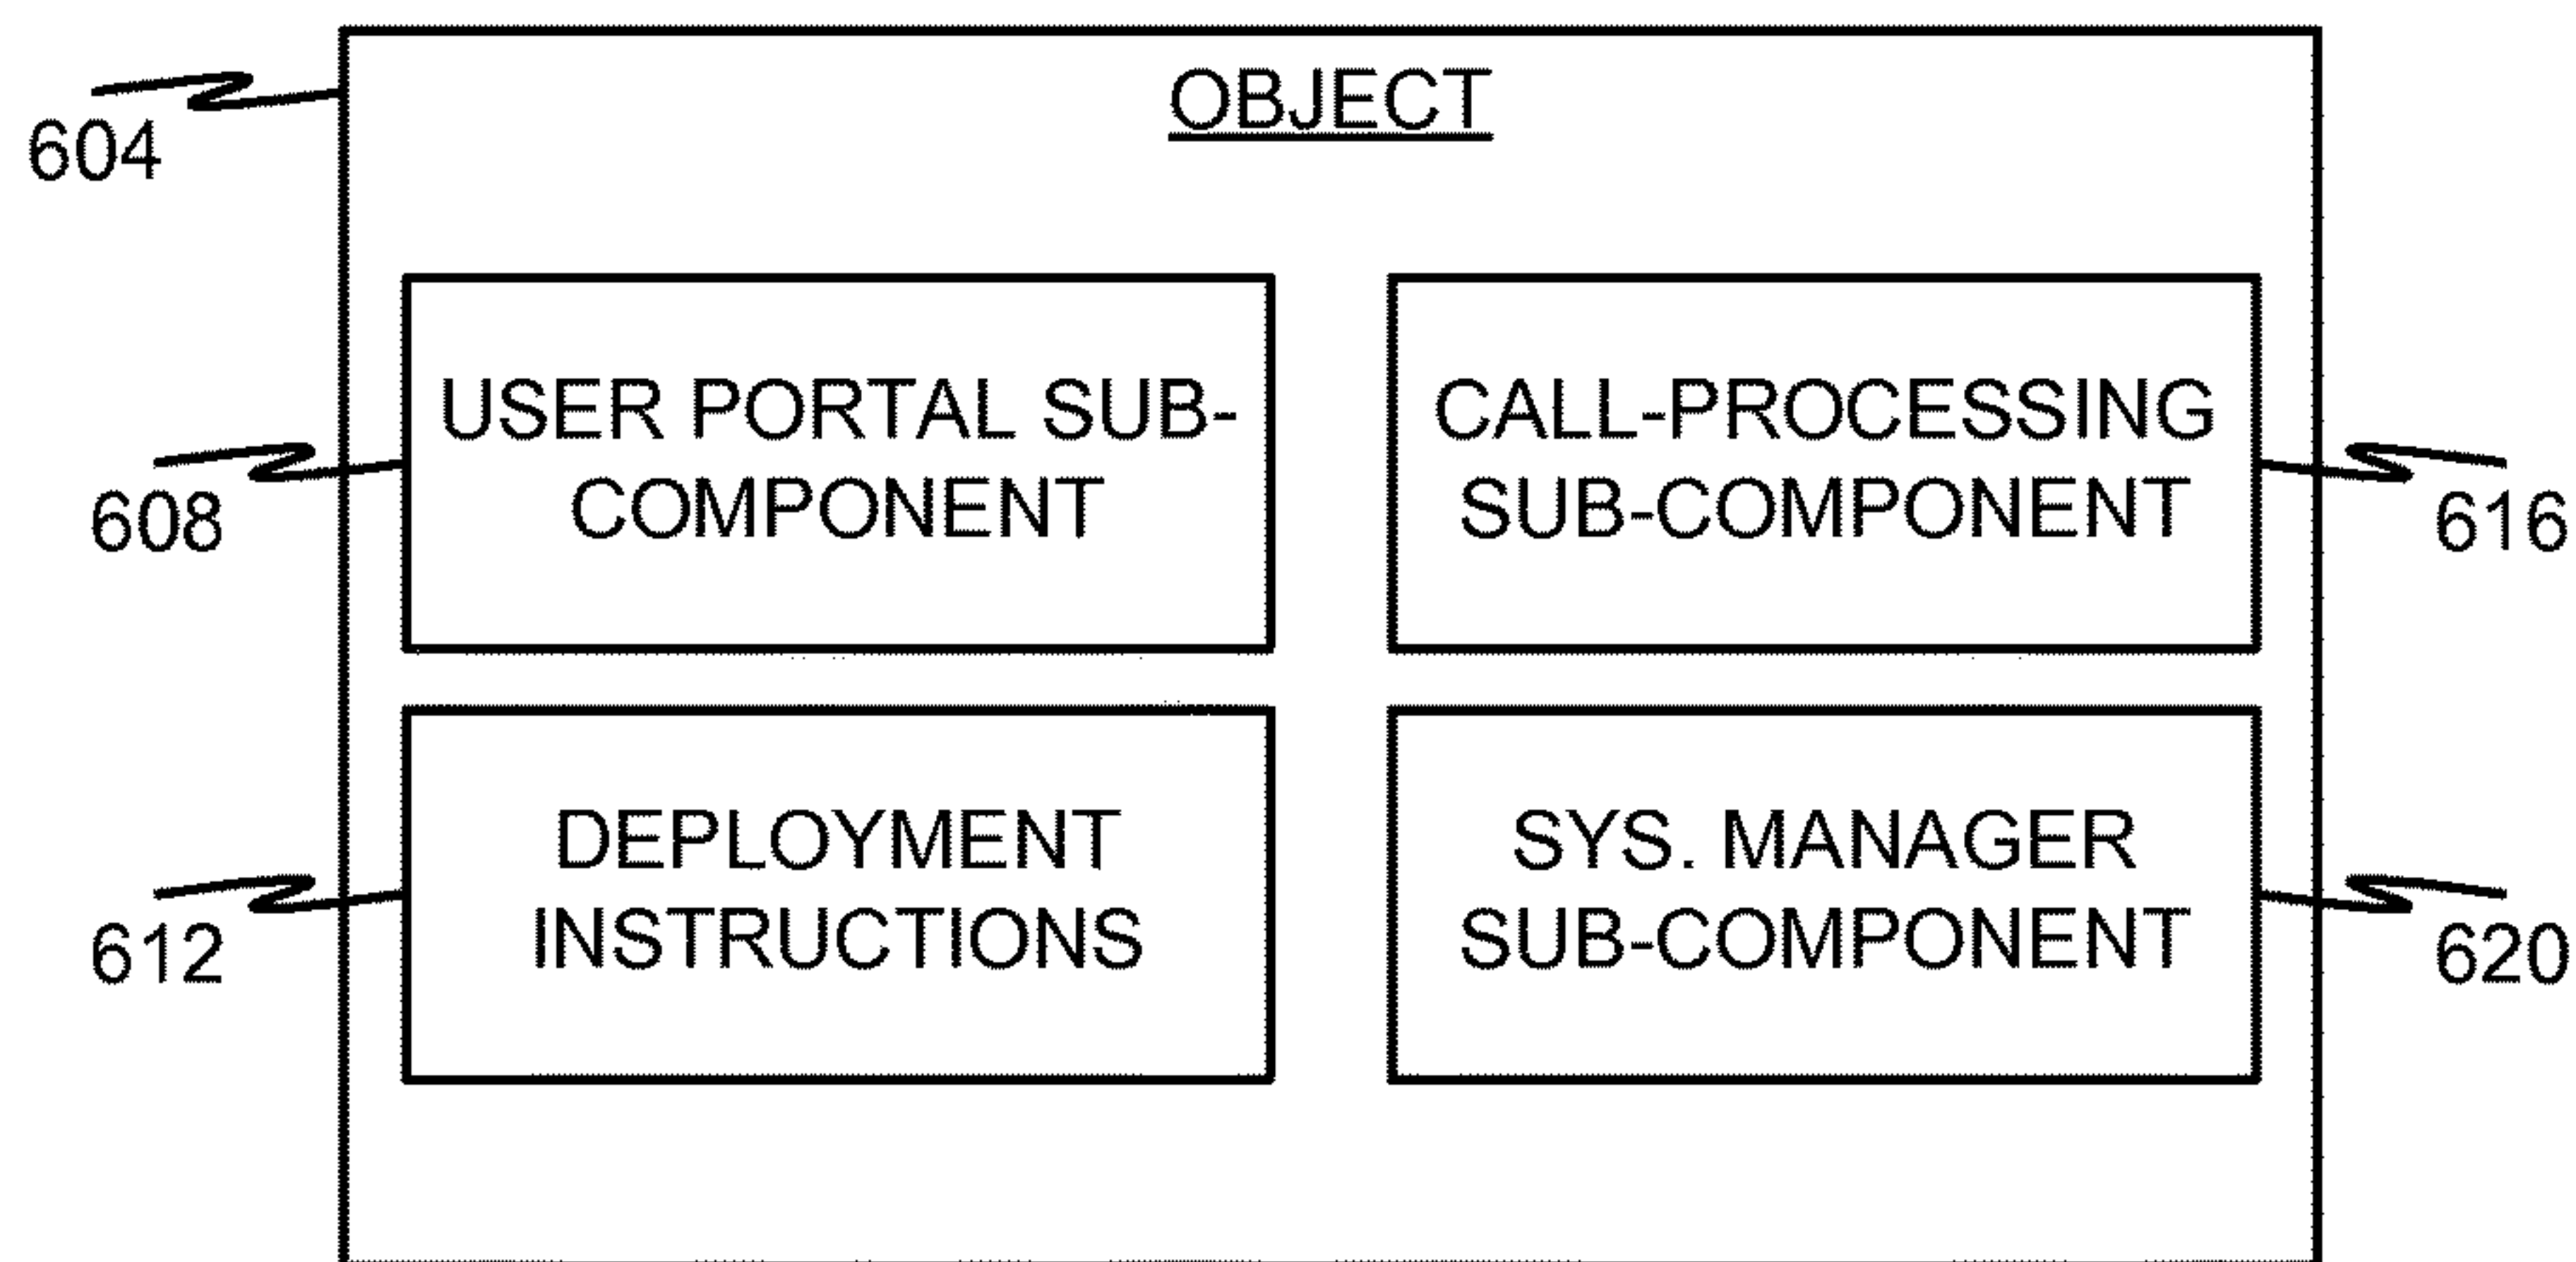 OBJECT
604
USER PORTAL SUB-
COMPONENT
608
CALL-PROCESSING
SUB-COMPONENT
616
DEPLOYMENT
INSTRUCTIONS
612
SYS. MANAGER
SUB-COMPONENT
620